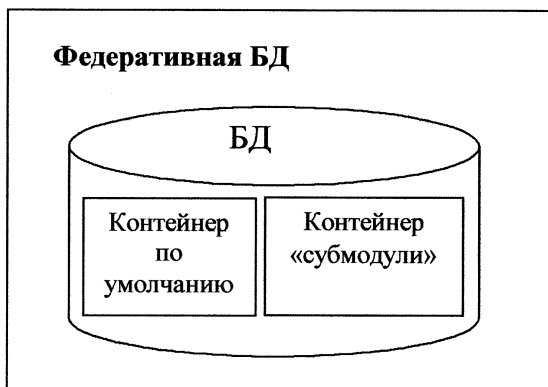 Федеративная БД
БД
Контейнер
по
умолчанию
Контейнер
«субмодули»